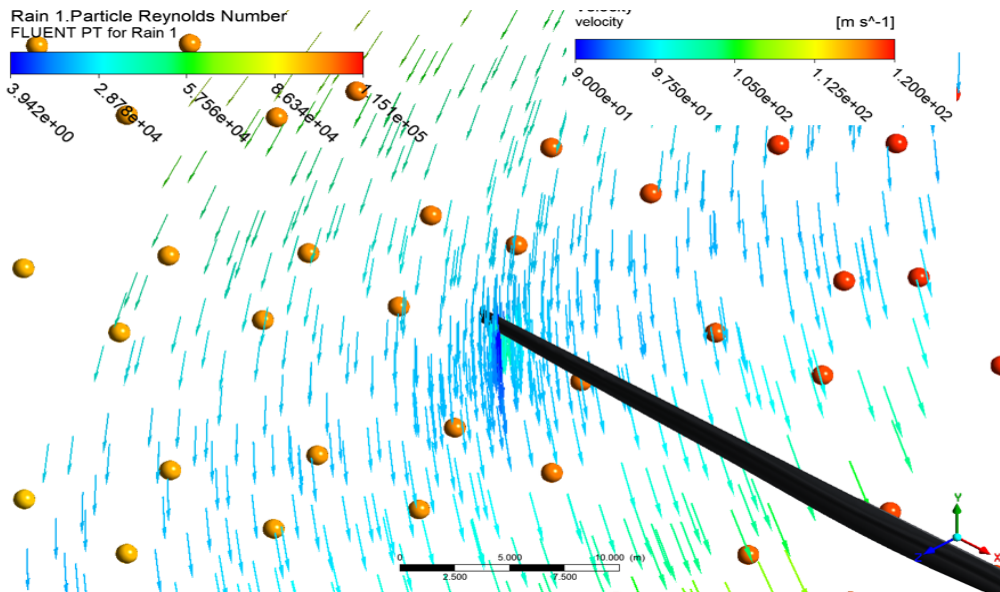 Rain 1.Particle Reynolds Number
FLUENT PT for Rain 1
3.942e+00
2.878e+04
5.756e+04
8.634e+04
1.151e+05
velocity
[m s^-1]
9.000e+01
9.750e+01
1.050e+02
1.125e+02
1.200e+02
0 5.000 10.000 (m)
2.500 7.500
Y
X
Z